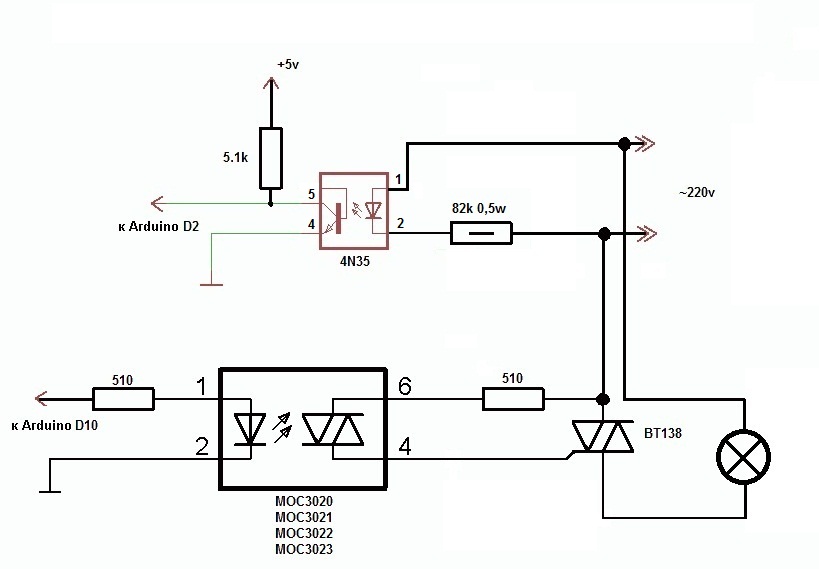 +5v
5.1k
1
5
82k 0,5w
~220v
2
к Arduino D2
4
4N35
510
1
6
510
к Arduino D10
2
4
BT138
MOC3020
MOC3021
MOC3022
MOC3023